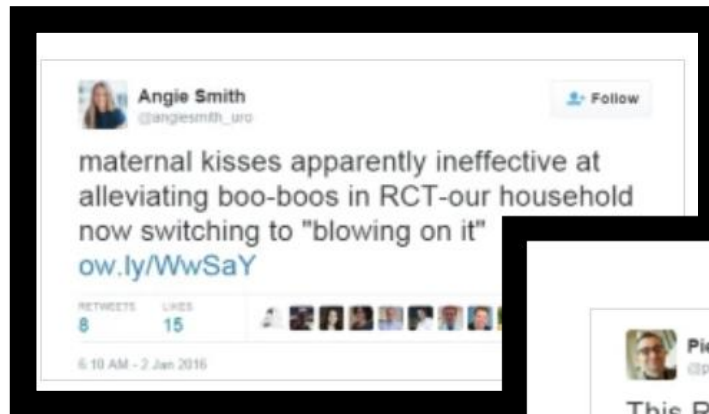 Angie Smith
@angiesmith_uro
Follow
maternal kisses apparently ineffective at
alleviating boo-boos in RCT-our household
now switching to "blowing on it"
ow.ly/WwSaY
RETWEETS LIKES
8 15
6:10 AM - 2 Jan 2016
This